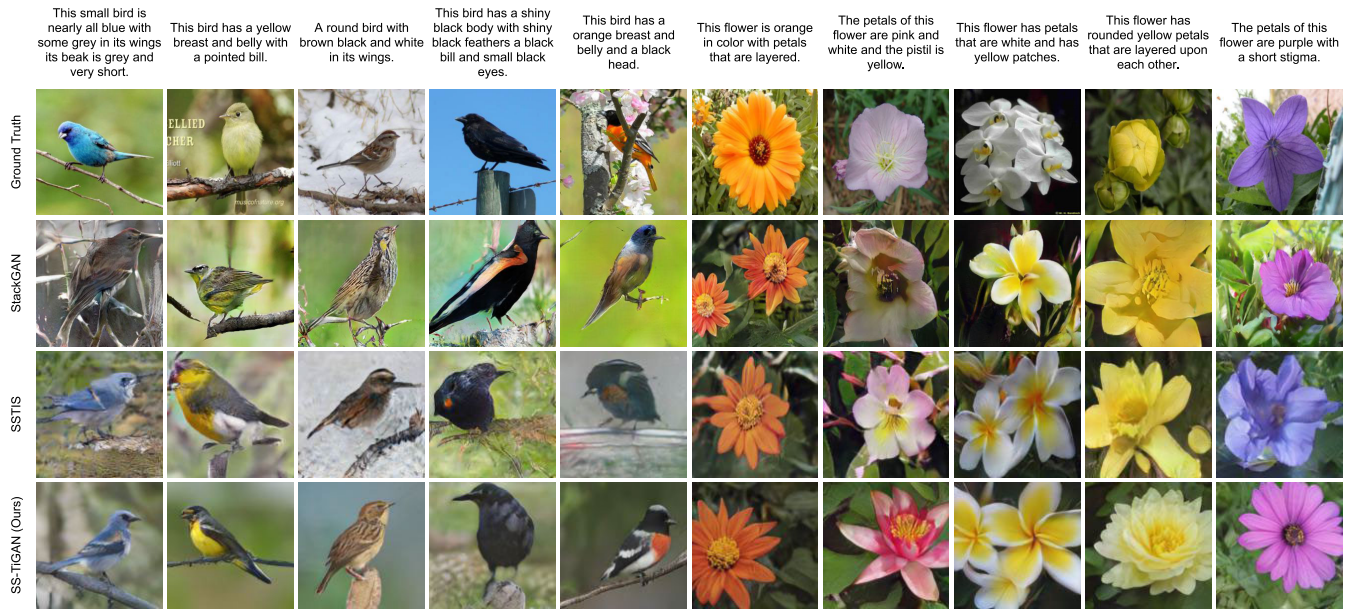 This small bird is
nearly all blue with
some grey in its wings
its beak is grey and
very short.
This bird has a yellow
breast and belly with
a pointed bill.
A round bird with
brown black and white
in its wings.
This bird has a shiny
black body with shiny
black feathers a black
bill and small black
eyes.
This bird has a
orange breast and
belly and a black
head.
This flower is orange
in color with petals
that are layered.
The petals of this
flower are pink and
white and the pistil is
yellow.
This flower has petals
that are white and has
yellow patches.
This flower has
rounded yellow petals
that are layered upon
each other.
The petals of this
flower are purple with
a short stigma.
Ground Truth
ELLIED
CHER
musicofnature.org
StackGAN
SSTIS
SS-TiGAN (Ours)